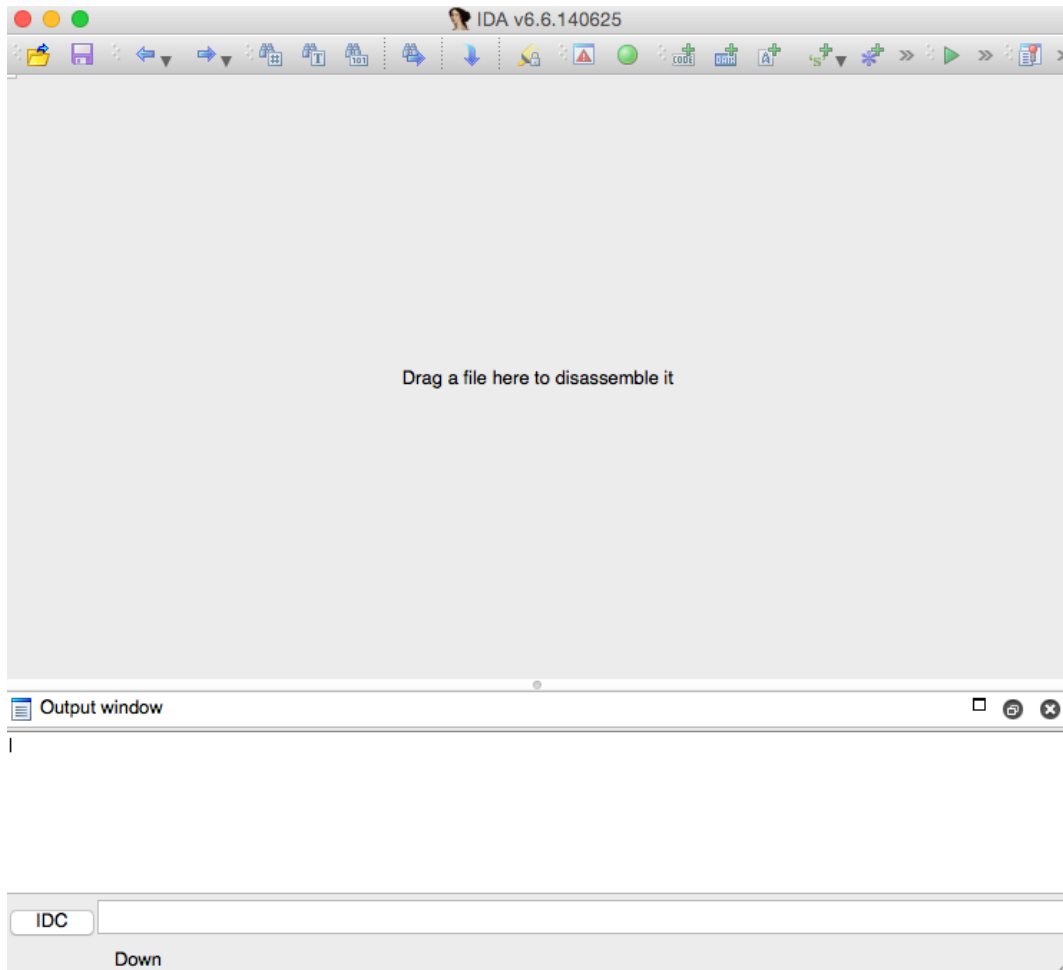 IDA v6.6.140625
Drag a file here to disassemble it
Output window
IDC
Down